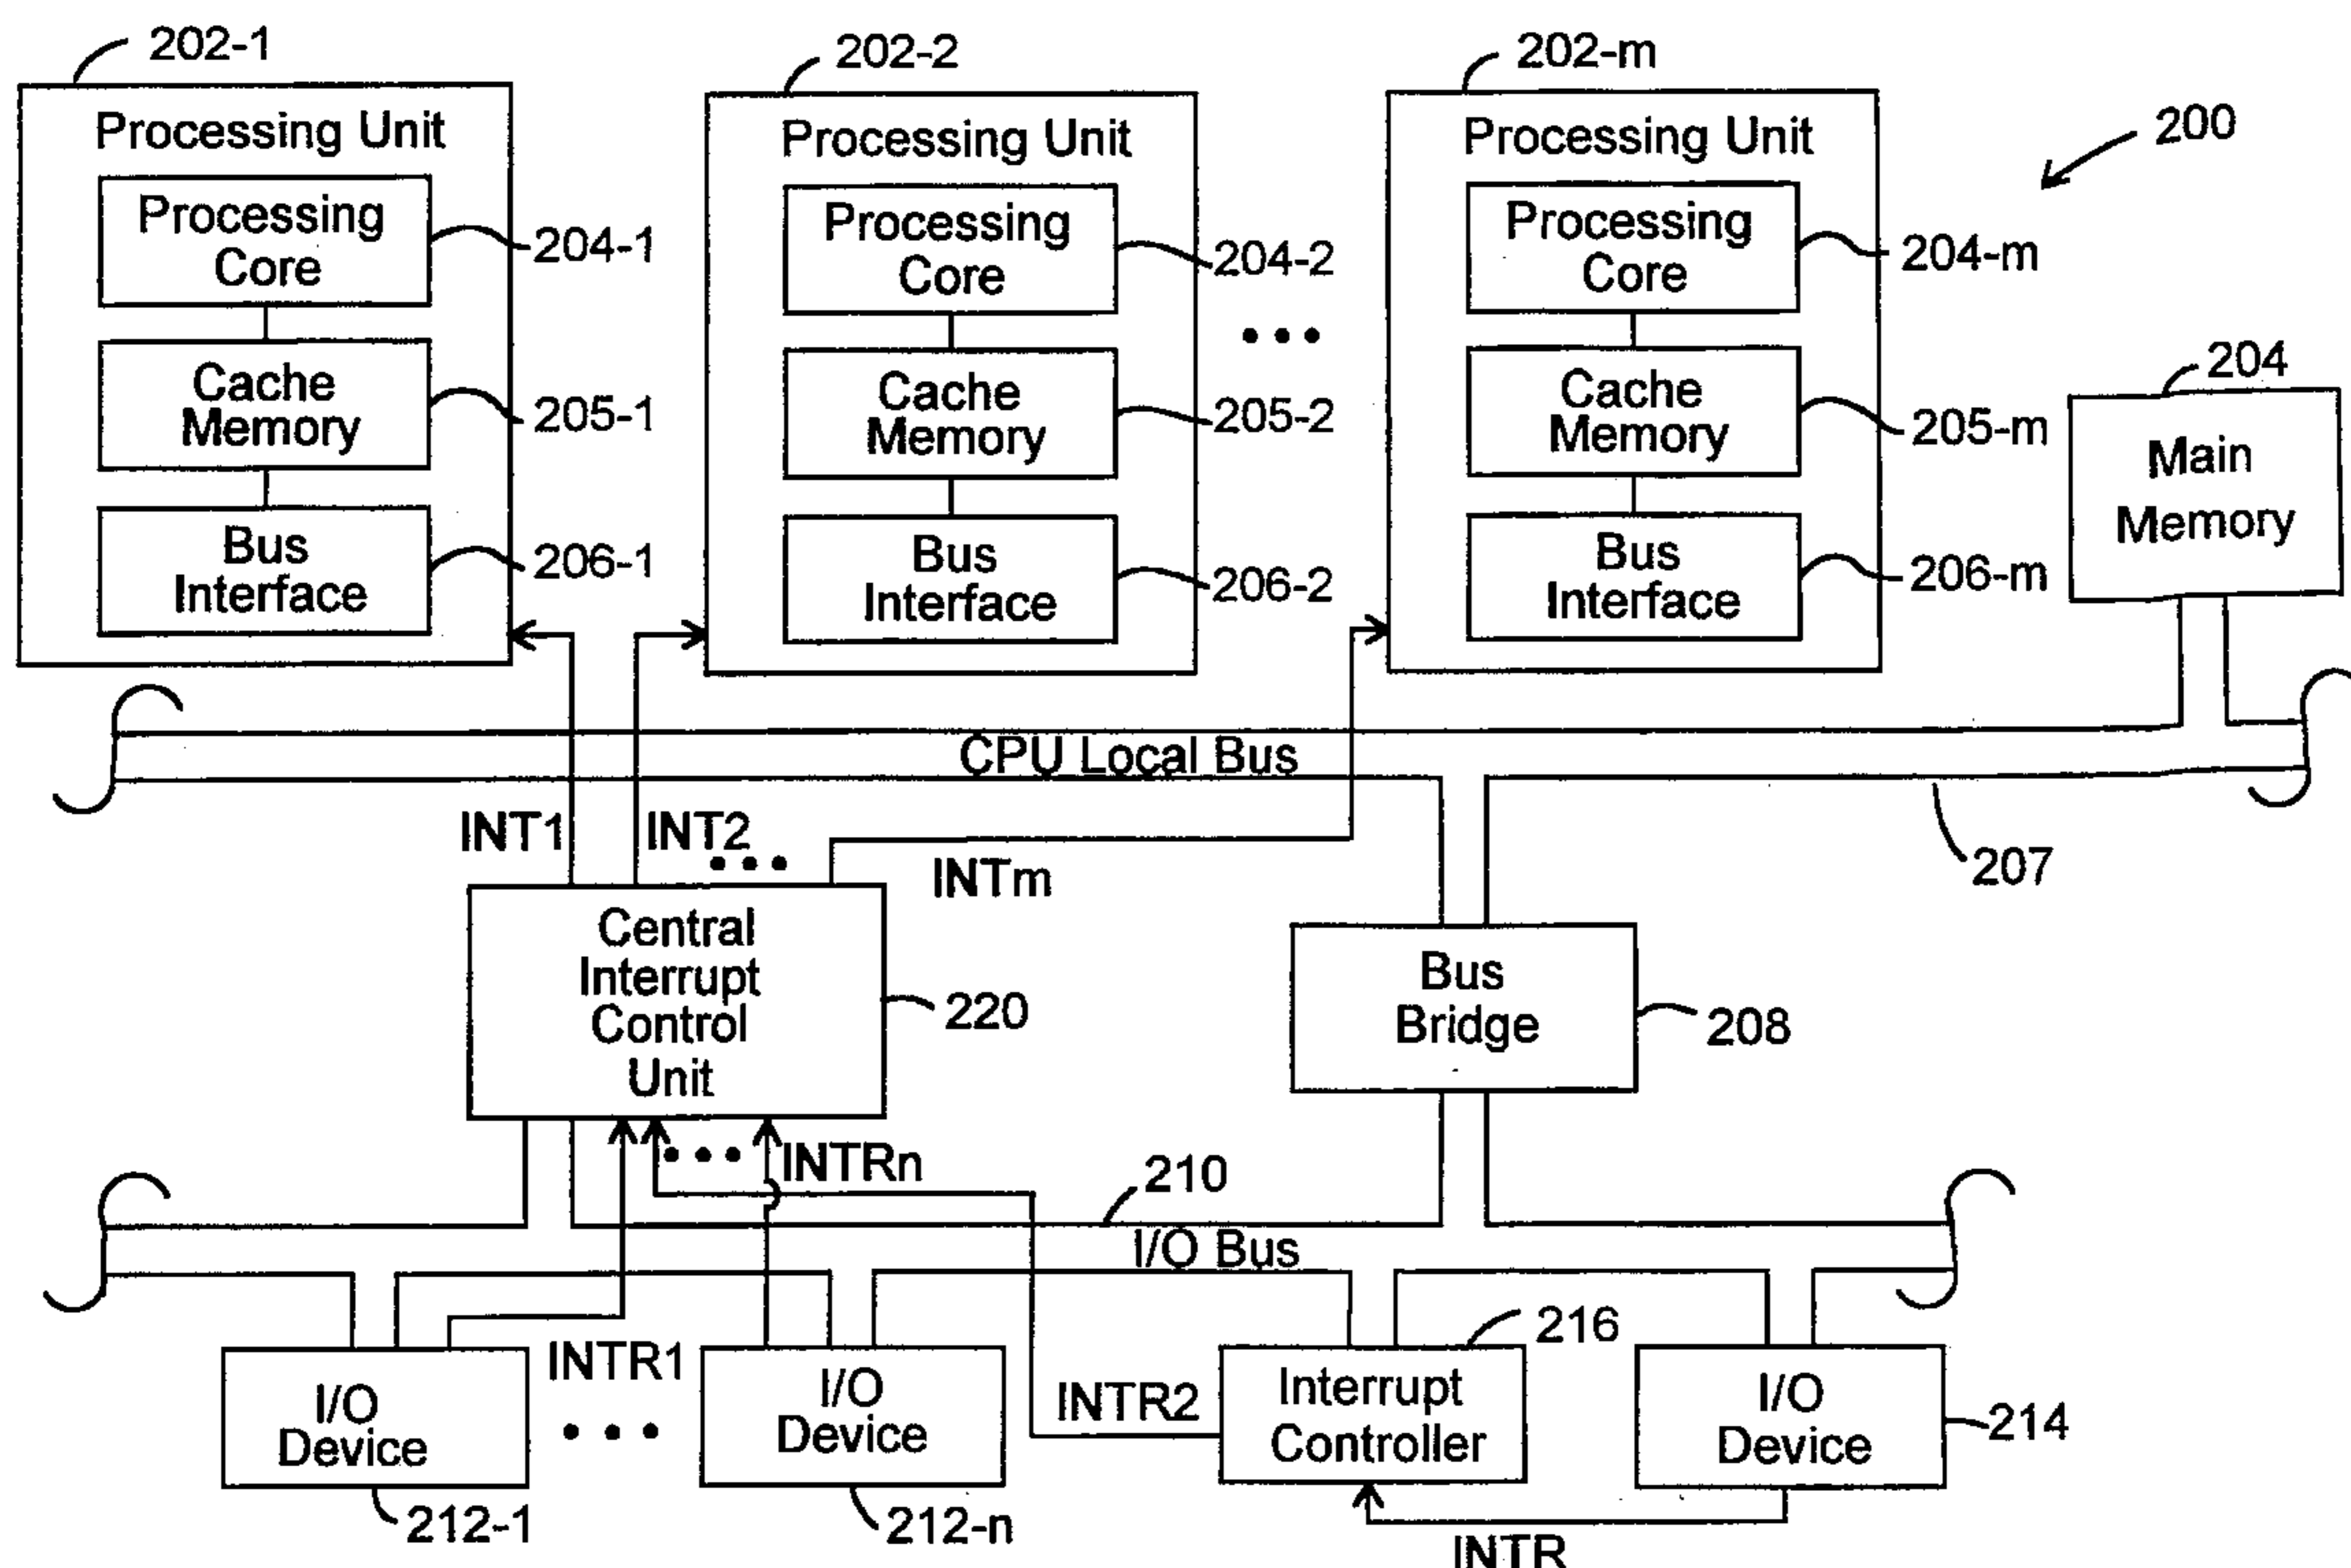 202-1
202-2
202-m
200
Processing Unit
Processing Unit
Processing Unit
Processing
Core
204-1
Processing
Core
204-2
Processing
Core
204-m
Cache
Memory
205-1
Cache
Memory
205-2
Cache
Memory
205-m
204
Main
Memory
Bus
Interface
206-1
Bus
Interface
206-2
Bus
Interface
206-m
CPU Local Bus
207
INT1
INT2
INTm
Central
Interrupt
Control
Unit
220
Bus
Bridge
208
INTRn
210
I/O Bus
I/O
Device
212-1
INTR1
I/O
Device
212-n
INTR2
216
Interrupt
Controller
I/O
Device
214
INTR